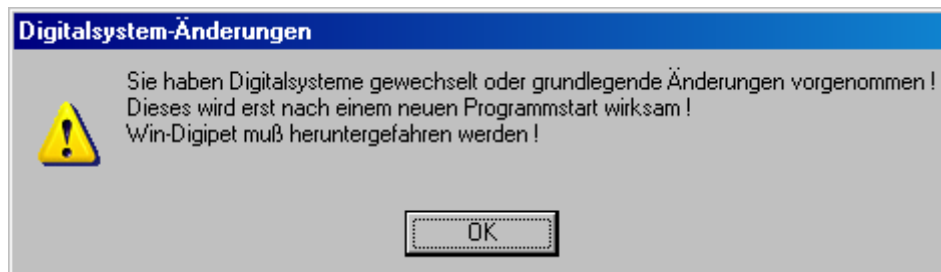 Digitalsystem-Änderungen
Sie haben Digitalsysteme gewechselt oder grundlegende Änderungen vorgenommen !
Dieses wird erst nach einem neuen Programmstart wirksam !
Win-Digipet muß heruntergefahren werden !
OK